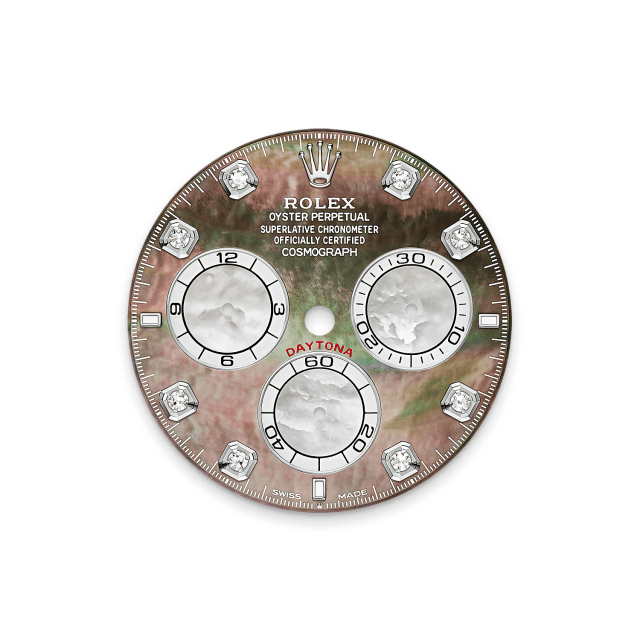 ROLEX
OYSTER PERPETUAL
SUPERLATIVE CHRONOMETER
OFFICIALLY CERTIFIED
COSMOGRAPH
12
3
6
9
30
10
20
DAYTONA
60
20
40
SWISS MADE